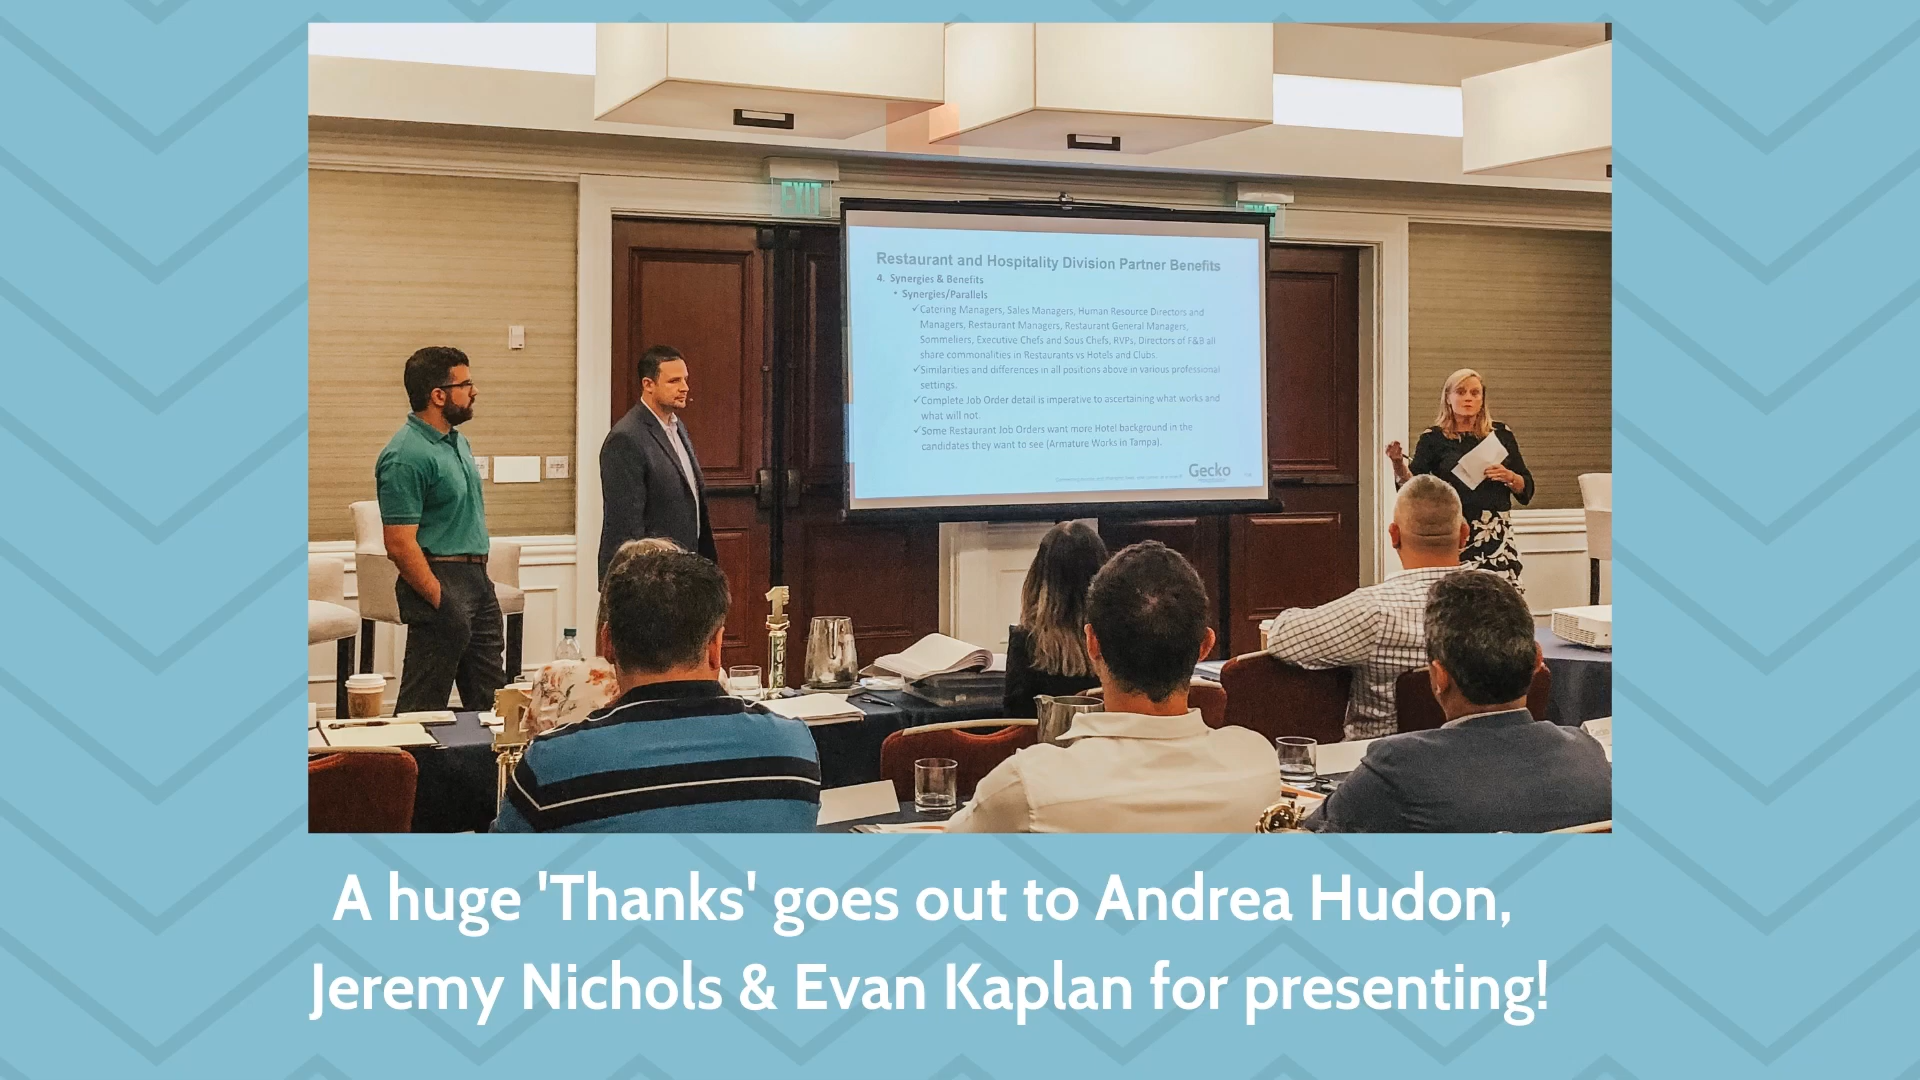 EXIT
Restaurant and Hospitality Division Partner Benefits
4. Synergies & Benefits
• Synergies/Parallels
✓Catering Managers, Sales Managers, Human Resource Directors and
Managers, Restaurant Managers, Restaurant General Managers,
Sommeliers, Executive Chefs and Sous Chefs, RVPs, Directors of F&B all
share commonalities in Restaurants vs Hotels and Clubs.
✓Similarities and differences in all positions above in various professional
settings.
✓Complete Job Order detail is imperative to ascertaining what works and
what will not.
✓Some Restaurant Job Orders want more Hotel background in the
candidates they want to see (Armature Works in Tampa).
Gecko
A huge 'Thanks' goes out to Andrea Hudon,
Jeremy Nichols & Evan Kaplan for presenting!